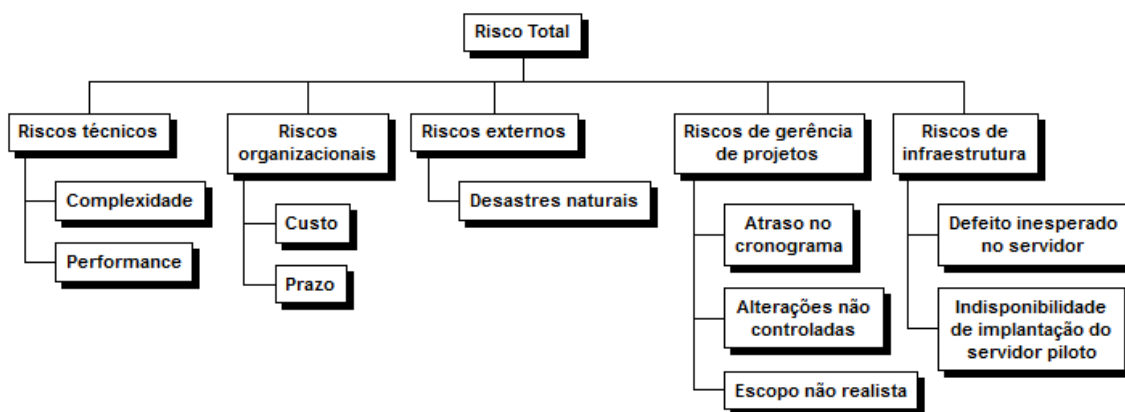 Risco Total
Riscos técnicos
Complexidade
Performance
Riscos
organizacionais
Custo
Prazo
Riscos externos
Desastres naturais
Riscos de gerência
de projetos
Atraso no
cronograma
Alterações não
controladas
Escopo não realista
Riscos de
infraestrutura
Defeito inesperado
no servidor
Indisponibilidade
de implantação do
servidor piloto